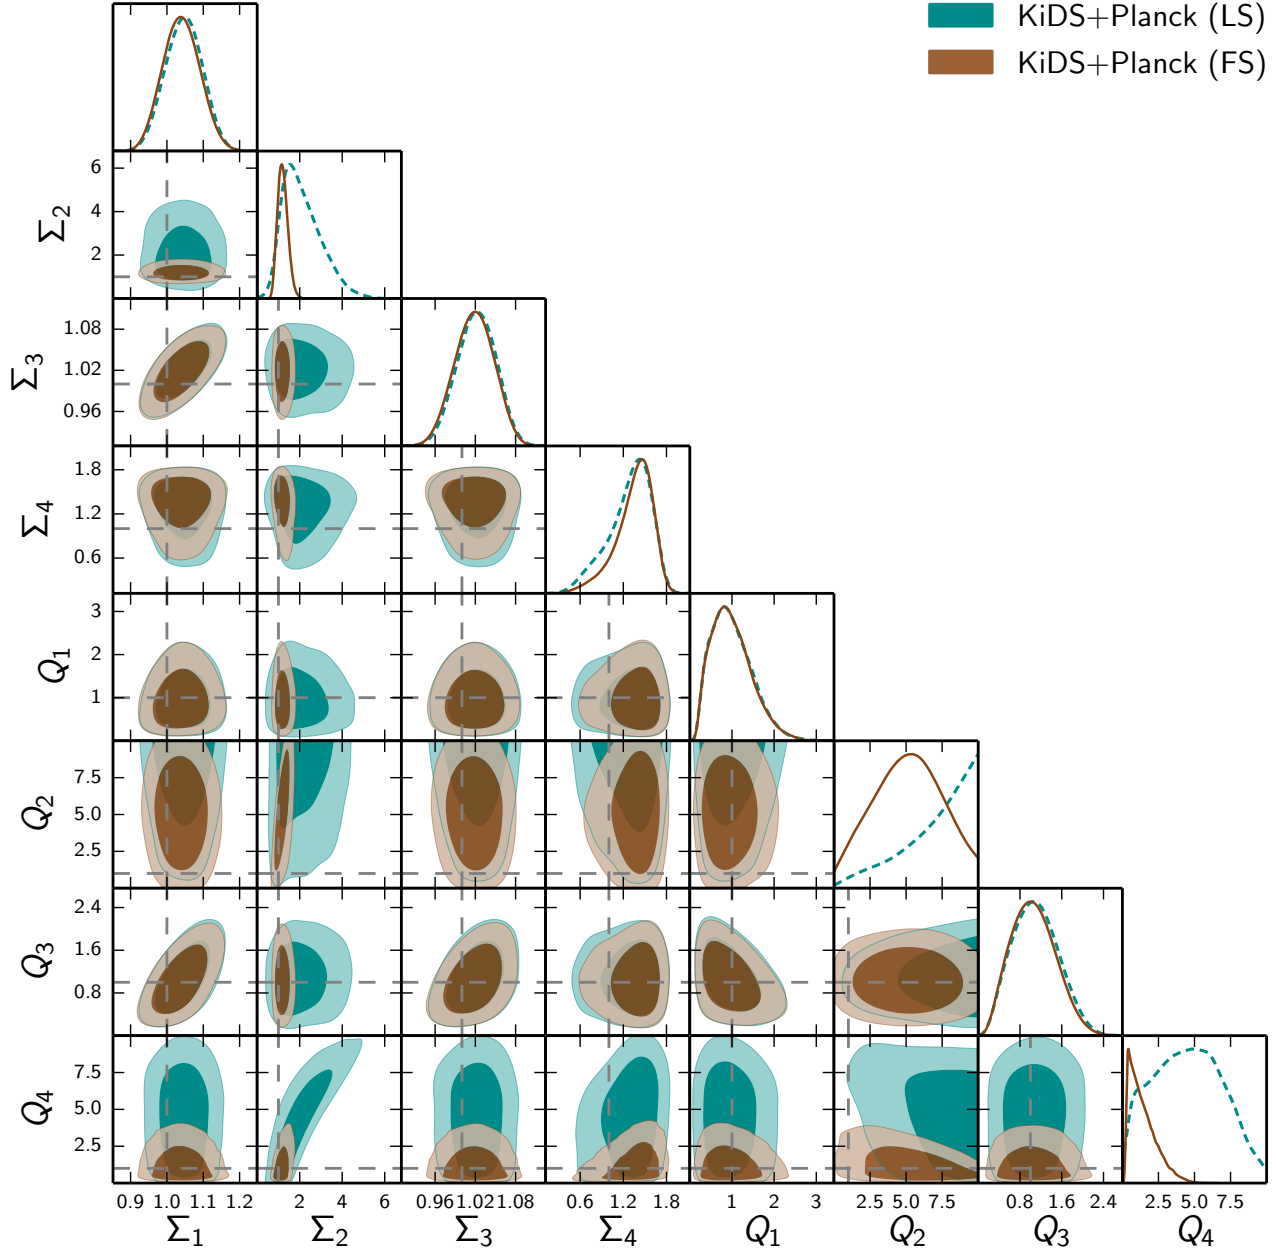 KiDS+Planck (LS)
KiDS+Planck (FS)
6
4
2
Σ2
1.08
1.02
0.96
Σ3
1.8
1.2
0.6
Σ4
3
2
1
Q1
7.5
5.0
2.5
Q2
2.4
1.6
0.8
Q3
7.5
5.0
2.5
Q4
0.9 1.0 1.1 1.2 2 4 6 0.96 1.02 1.08 0.6 1.2 1.8 1 2 3 2.5 5.0 7.5 0.8 1.6 2.4 2.5 5.0 7.5
Σ1 Σ2 Σ3 Σ4 Q1 Q2 Q3 Q4